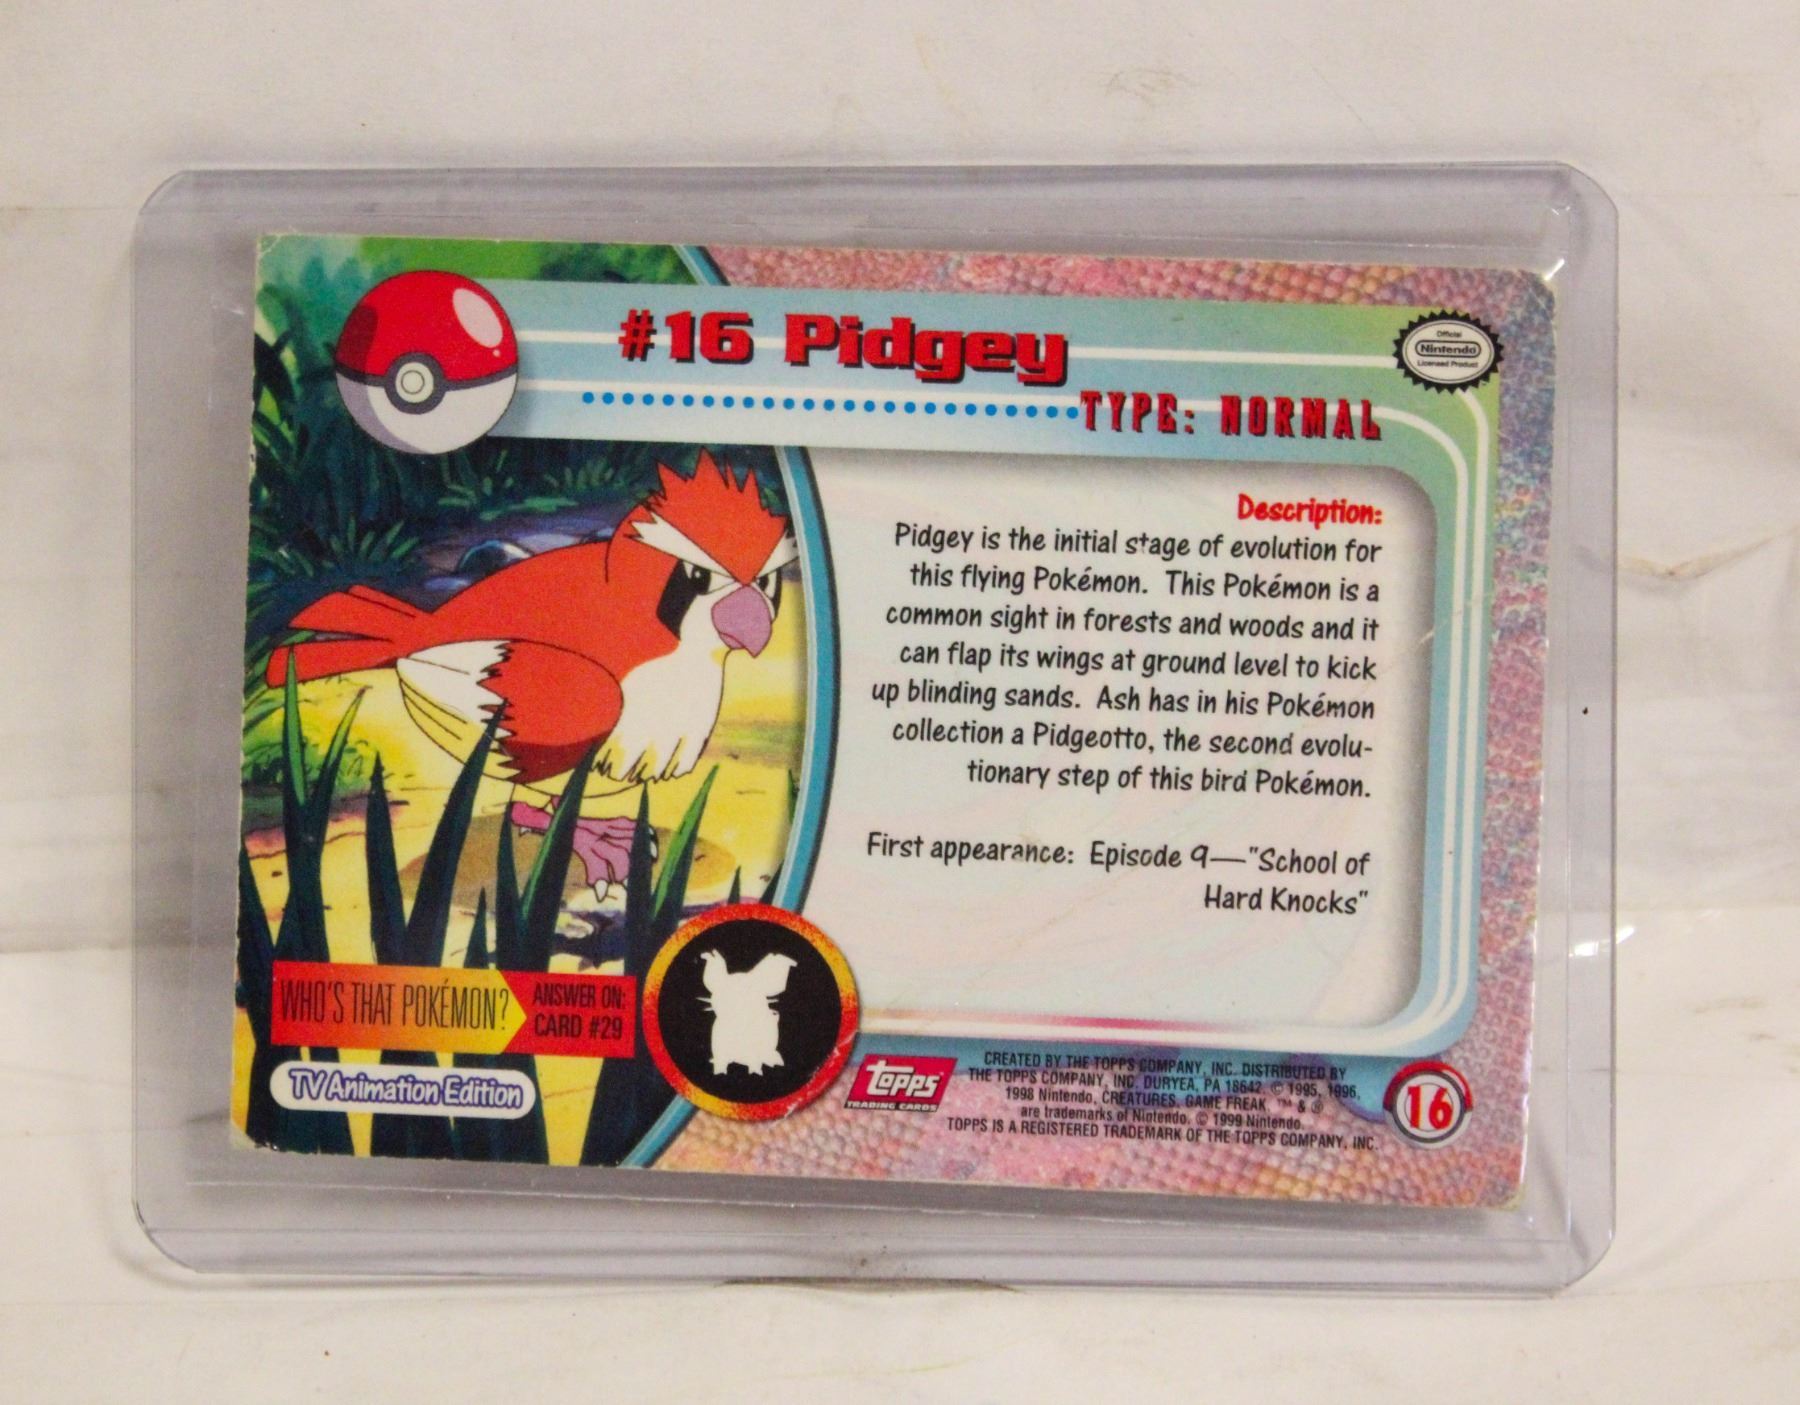 #16 Pidgey
Official
Nintendo
Licensed Product
TYPE: NORMAL
Description:
Pidgey is the initial stage of evolution for
this flying Pokémon. This Pokémon is a
common sight in forests and woods and it
can flap its wings at ground level to kick
up blinding sands. Ash has in his Pokémon
collection a Pidgeotto, the second evolu-
tionary step of this bird Pokémon.
First appearance: Episode 9—"School of
Hard Knocks"
WHO'S THAT POKÉMON?
ANSWER ON:
CARD #29
TV Animation Edition
topps
TRADING CARDS
CREATED BY THE TOPPS COMPANY, INC. DISTRIBUTED BY
THE TOPPS COMPANY, INC. DURYEA, PA 18642. © 1995, 1996,
1998 Nintendo, CREATURES, GAME FREAK. ™ & ®
are trademarks of Nintendo. © 1999 Nintendo.
TOPPS IS A REGISTERED TRADEMARK OF THE TOPPS COMPANY, INC.
16